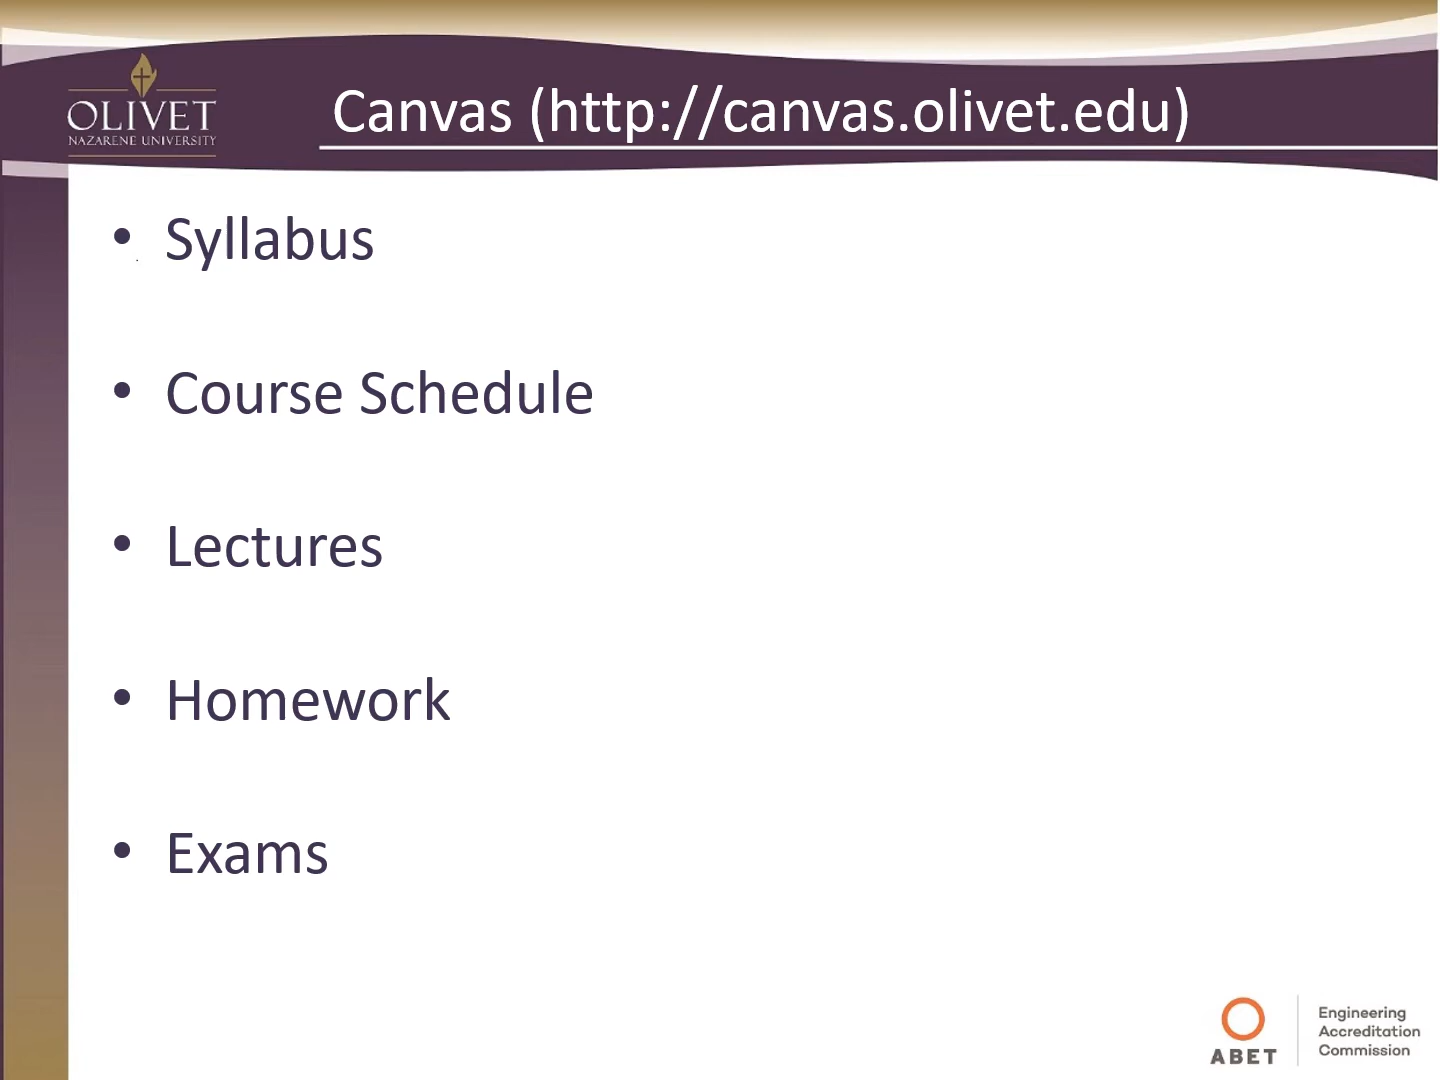 OLIVET
NAZARENE UNIVERSITY
Canvas (http://canvas.olivet.edu)
• Syllabus
• Course Schedule
• Lectures
• Homework
• Exams
ABET
Engineering
Accreditation
Commission